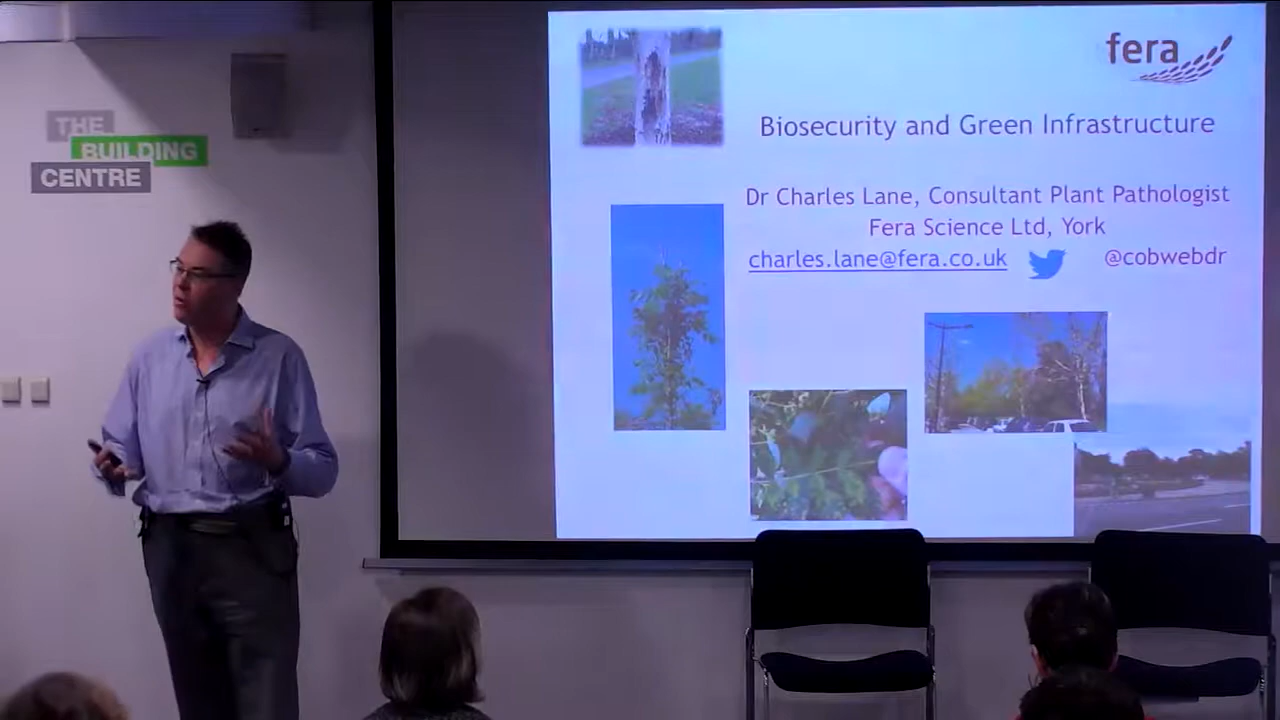 THE
BUILDING
CENTRE
fera
Biosecurity and Green Infrastructure
Dr Charles Lane, Consultant Plant Pathologist
Fera Science Ltd, York
charles.lane@fera.co.uk @cobwebdr